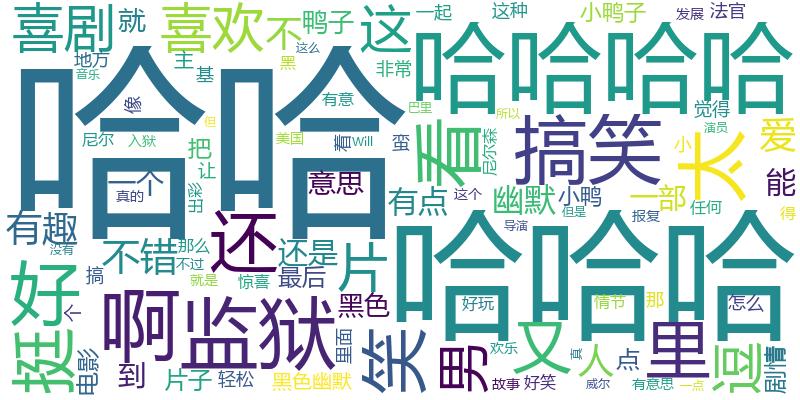 喜剧
就
喜欢
不
鸭子
这
一起
这种
小鸭子
发展
法官
地方
音乐
主
基
这么
黑
非常
哈哈哈哈
哈哈
像
有意
巴里
所以
觉得
演员
爱
尼尔
入狱
但
美国
着
Will
蛮
看
尼尔森
搞笑
小
太
把
让
一个
真的
出彩
意思
有点
这个
幽默
小鸭
一部
任何
能
得
有趣
没有
不错
那么
不过
还
还是
片
但是
导演
报复
哈哈哈
好
搞
就是
惊喜
最后
个
啊
监狱
黑色
里面
好玩
情节
那
怎么
挺
电影
到
片子
轻松
黑色幽默
笑
男
欢乐
故事
好笑
又
真
威尔
人
点
有意思
里
一点
逗
剧情